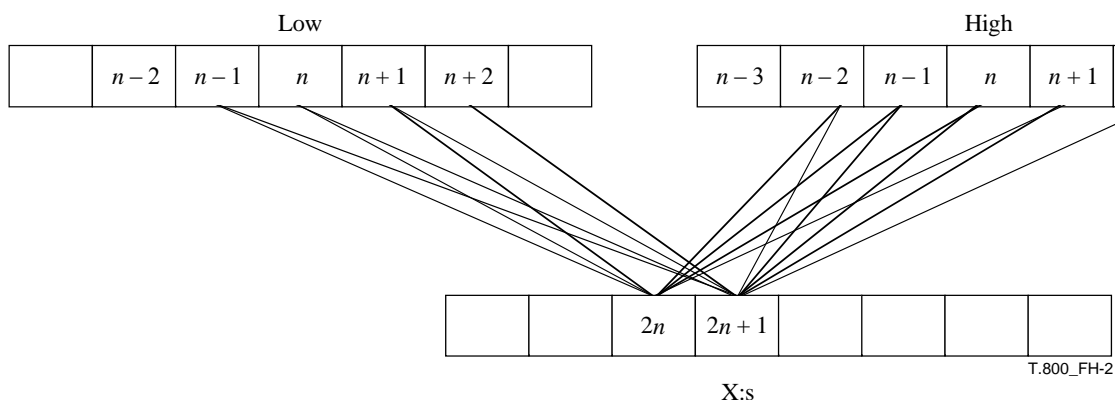 Low High
n – 2 n – 1 n n + 1 n + 2 n – 3 n – 2 n – 1 n n + 1
2n 2n + 1
T.800_FH-2
X:s